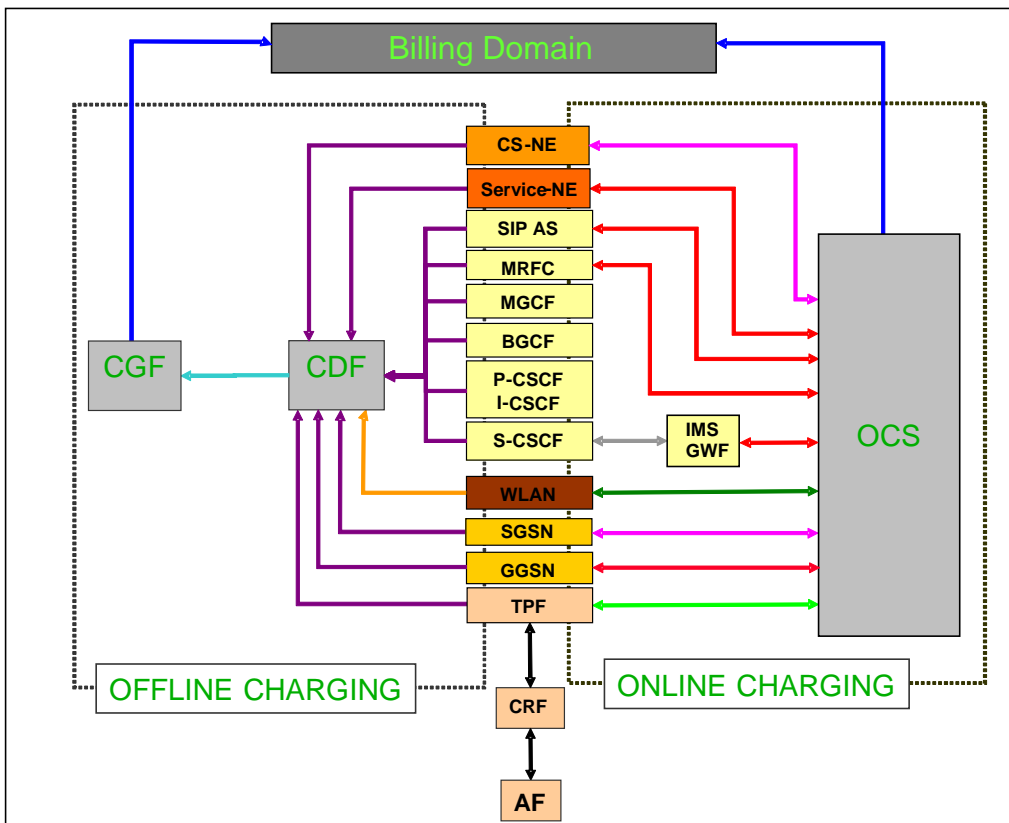 Billing Domain
CS-NE
Service-NE
SIP AS
MRFC
MGCF
BGCF
P-CSCF
I-CSCF
S-CSCF
IMS
GWF
CGF
CDF
OCS
WLAN
SGSN
GGSN
TPF
OFFLINE CHARGING
ONLINE CHARGING
CRF
AF